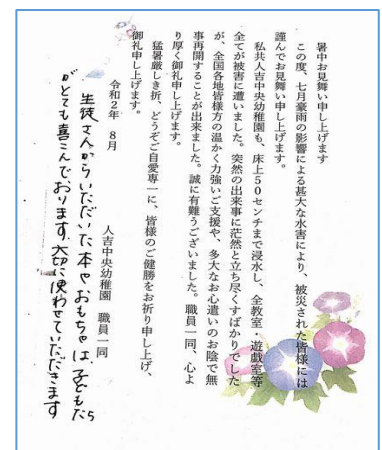 暑中お見舞い申し上げます
この度、七月豪雨の影響による甚大な水害により、被災された皆様には
謹んでお見舞い申し上げます。
私共人吉中央幼稚園も、床上50センチまで浸水し、全教室・遊戯室等
全てが被害に遭いました。突然の出来事に茫然と立ち尽くすばかりでした
が、全国各地皆様方の温かく力強いご支援や、多大なお心遣いのお陰で無
事再開することが出来ました。誠に有難うございました。職員一同、心よ
り厚く御礼申し上げます。
猛暑厳しき折、どうぞご自愛専一に、皆様のご健勝をお祈り申し上げ、
御礼申し上げます。
令和2年 8月
人吉中央幼稚園 職員一同
生徒さんからいただいた本や、おもちゃは、子どもたち
がとても喜こんでおります。大切に使わせていただきます